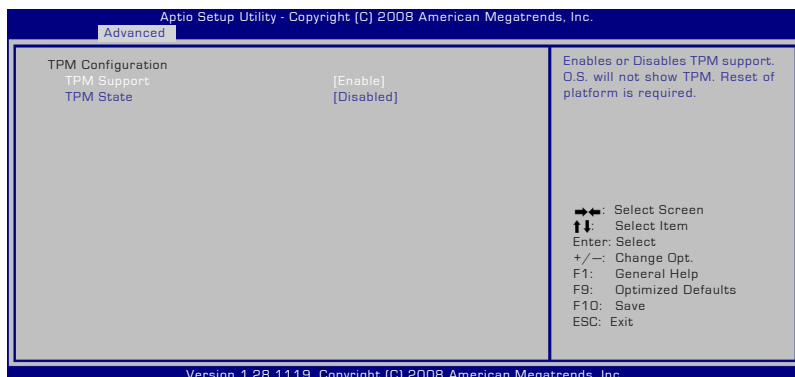 Aptio Setup Utility - Copyright (C) 2008 American Megatrends, Inc.
Advanced
TPM Configuration
TPM Support [Enable]
TPM State [Disabled]
Enables or Disables TPM support.
O.S. will not show TPM. Reset of
platform is required.
→←: Select Screen
↑↓: Select Item
Enter: Select
+/—: Change Opt.
F1: General Help
F9: Optimized Defaults
F10: Save
ESC: Exit
Version 1.28.1119. Copyright (C) 2008 American Megatrends, Inc.